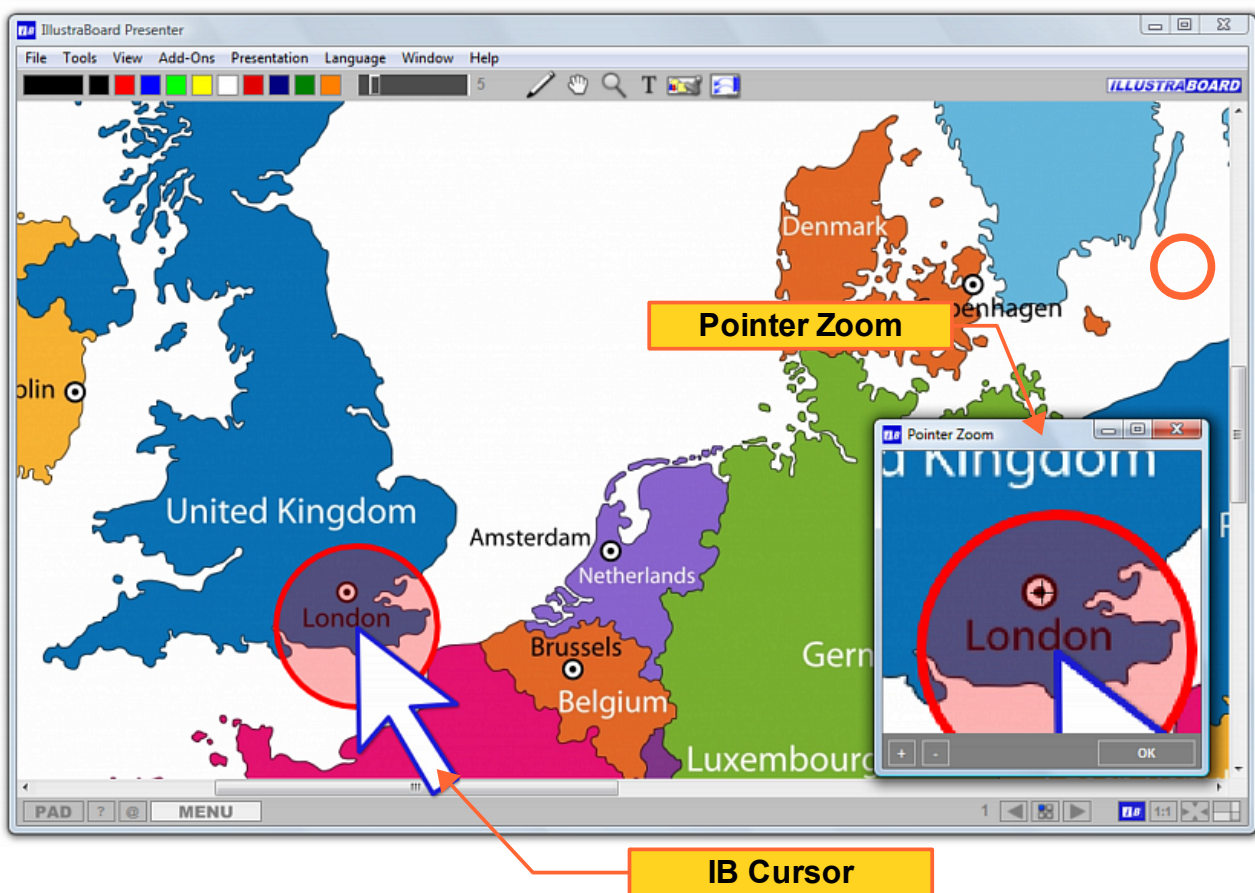 IllustraBoard Presenter
File Tools View Add-Ons Presentation Language Window Help
5 T ILLUSTRABOARD
Denmark
Copenhagen
Pointer Zoom
olin
Pointer Zoom
d Kingdom
United Kingdom
Amsterdam
Netherlands
London
London
Brussels
Germ
Belgium
Luxembourg
+ - OK
PAD ? @ MENU 1 IB 1:1
IB Cursor